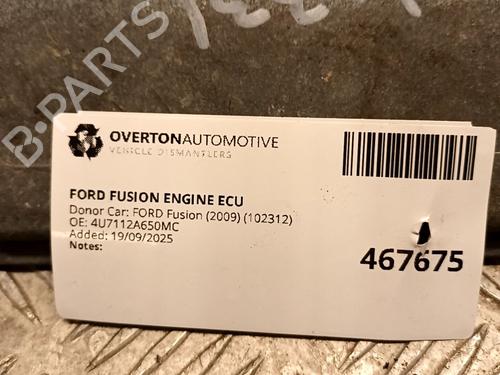 B-PARTS
OVERTONAUTOMOTIVE
VEHICLE DISMANTLERS
FORD FUSION ENGINE ECU
Donor Car: FORD Fusion (2009) (102312)
OE: 4U7112A650MC
Added: 19/09/2025
Notes:
467675